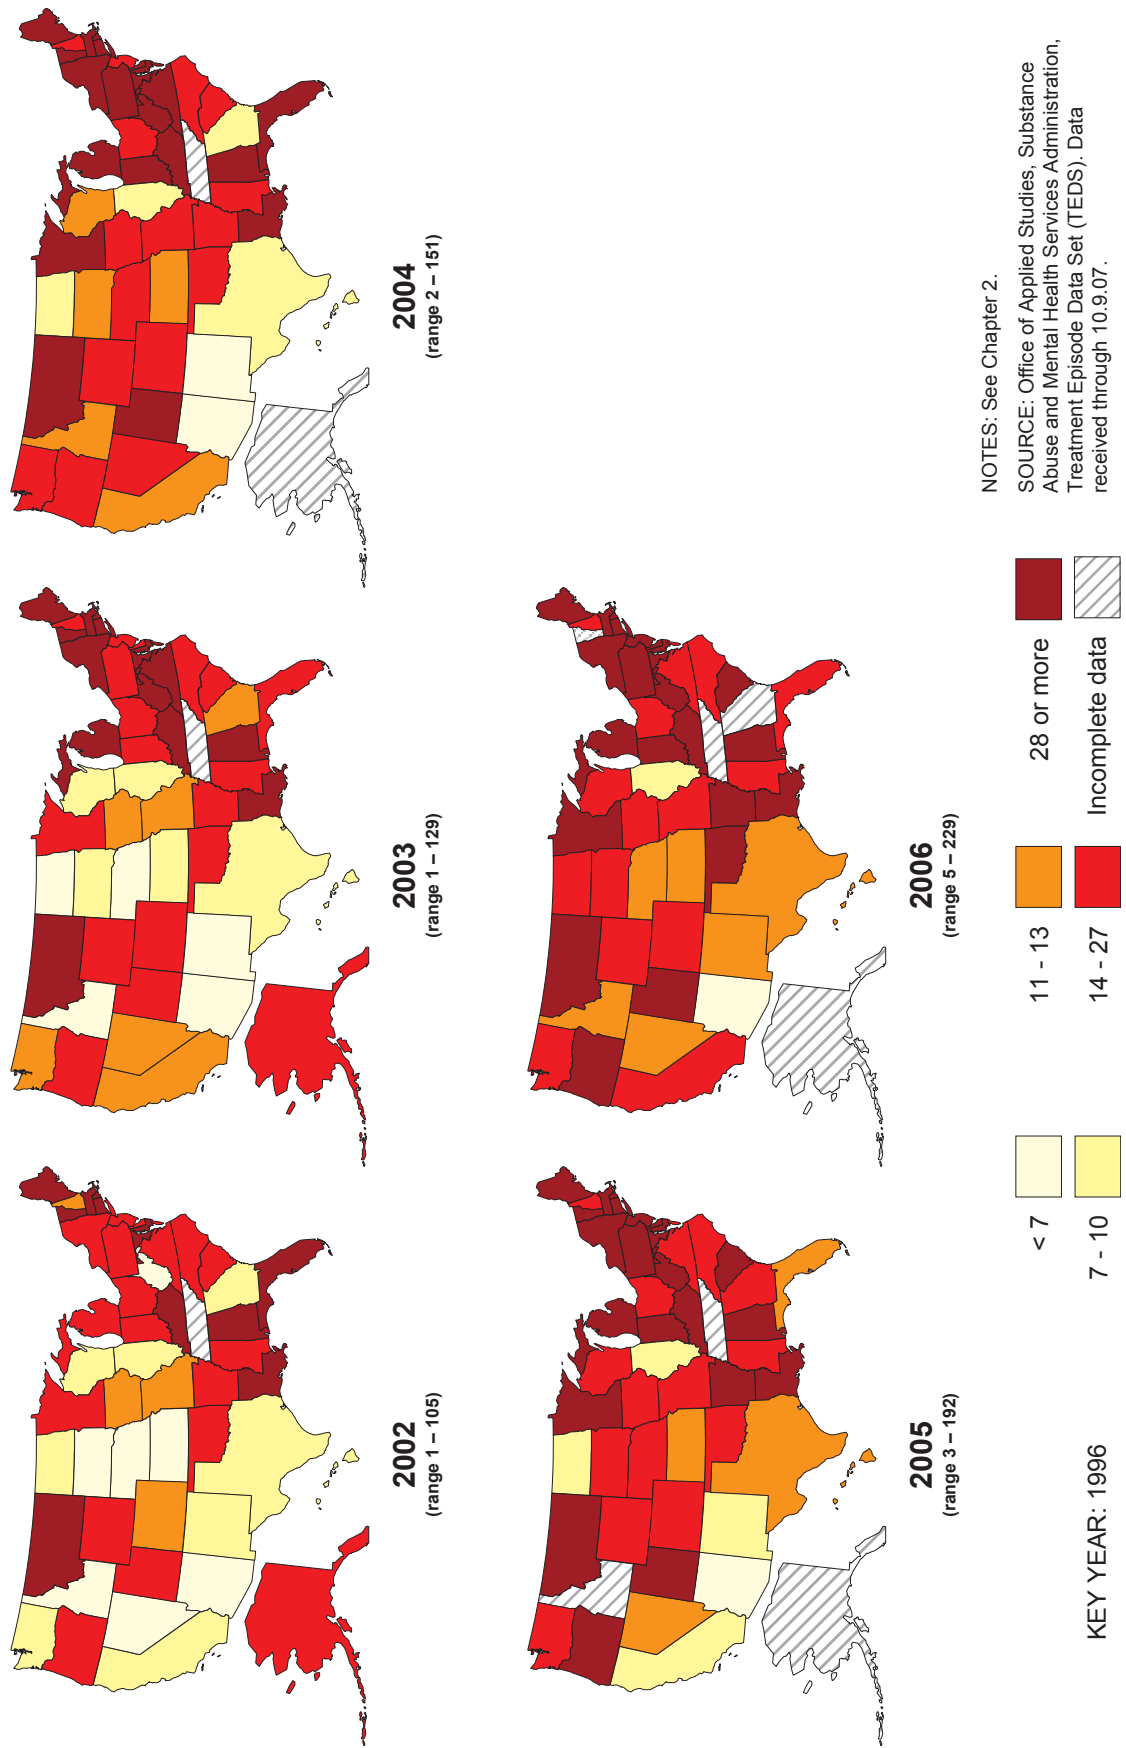 2002
(range 1 – 105)
2003
(range 1 – 129)
2004
(range 2 – 151)
2005
(range 3 – 192)
2006
(range 5 – 229)
KEY YEAR: 1996
< 7
7 - 10
11 - 13
14 - 27
28 or more
Incomplete data
NOTES: See Chapter 2.
SOURCE: Office of Applied Studies, Substance
Abuse and Mental Health Services Administration,
Treatment Episode Data Set (TEDS). Data
received through 10.9.07.